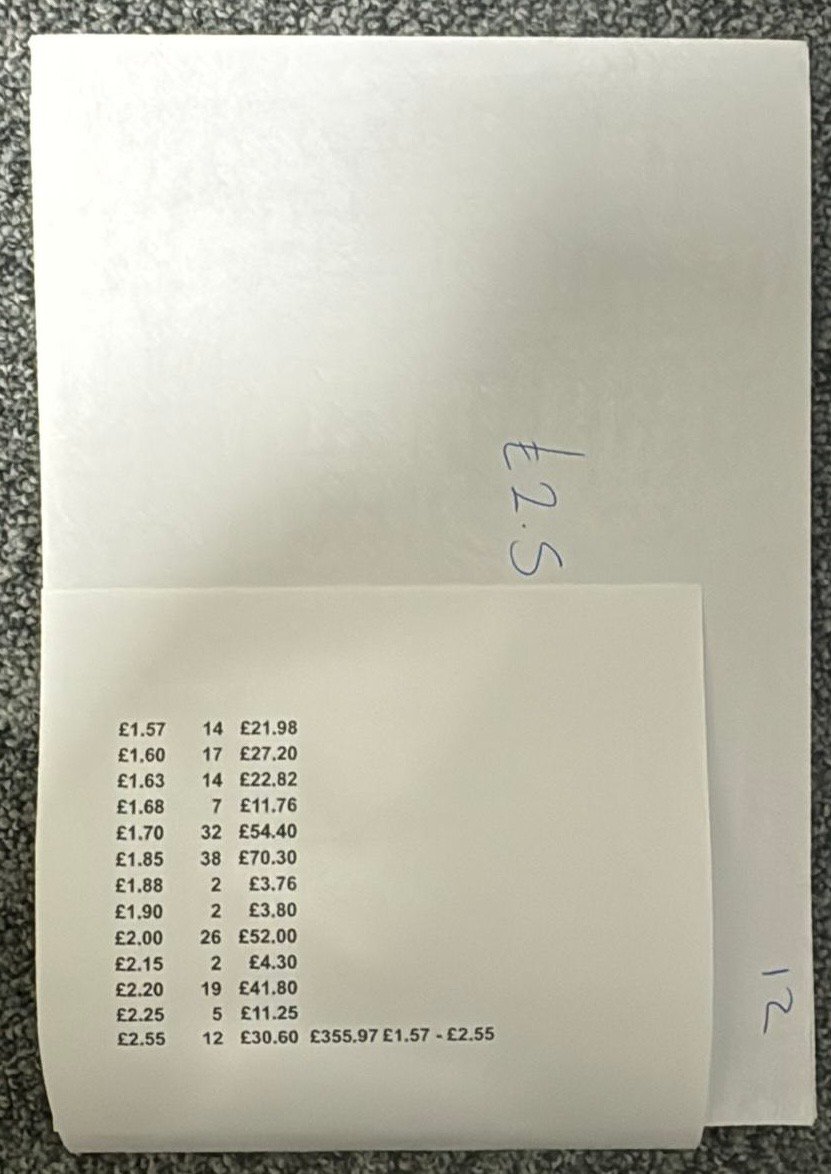 £2.5
£1.57 14 £21.98
£1.60 17 £27.20
£1.63 14 £22.82
£1.68 7 £11.76
£1.70 32 £54.40
£1.85 38 £70.30
£1.88 2 £3.76
£1.90 2 £3.80
£2.00 26 £52.00
£2.15 2 £4.30
£2.20 19 £41.80
£2.25 5 £11.25
£2.55 12 £30.60 £355.97 £1.57 - £2.55
12